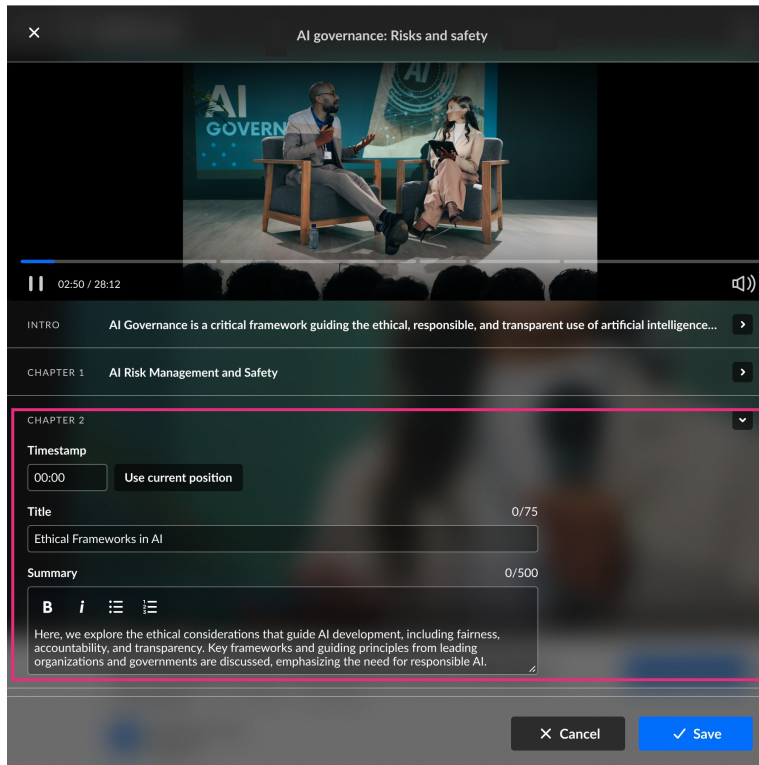 AI governance: Risks and safety
AI
AI
GOVERN
02:50 / 28:12
INTRO AI Governance is a critical framework guiding the ethical, responsible, and transparent use of artificial intelligence...
CHAPTER 1 AI Risk Management and Safety
CHAPTER 2
Timestamp
00:00 Use current position
Title 0/75
Ethical Frameworks in AI
Summary 0/500
B i
Here, we explore the ethical considerations that guide AI development, including fairness,
accountability, and transparency. Key frameworks and guiding principles from leading
organizations and governments are discussed, emphasizing the need for responsible AI.
Cancel Save